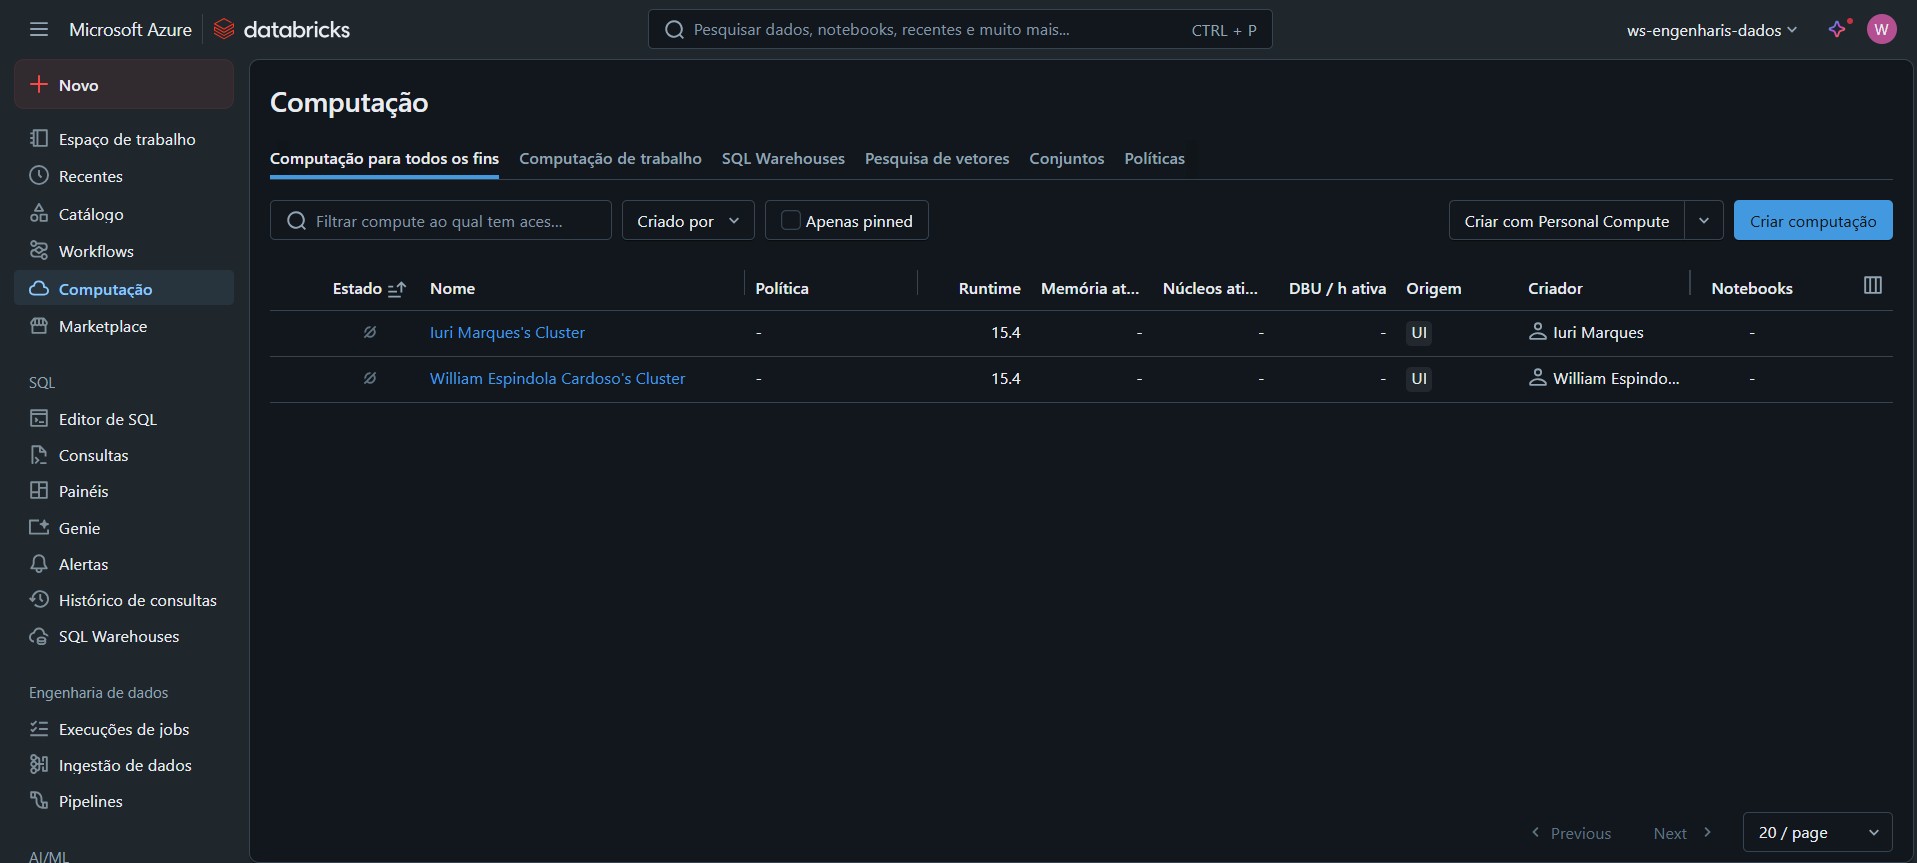 Microsoft Azure databricks
Pesquisar dados, notebooks, recentes e muito mais... CTRL + P
ws-engenharis-dados
W
Novo
Espaço de trabalho
Recentes
Catálogo
Workflows
Computação
Marketplace
SQL
Editor de SQL
Consultas
Painéis
Genie
Alertas
Histórico de consultas
SQL Warehouses
Engenharia de dados
Execuções de jobs
Ingestão de dados
Pipelines
AI/ML
Computação
Computação para todos os fins Computação de trabalho SQL Warehouses Pesquisa de vetores Conjuntos Políticas
Filtrar compute ao qual tem aces... Criado por Apenas pinned Criar com Personal Compute Criar computação
Estado Nome Política Runtime Memória at... Núcleos ati... DBU / h ativa Origem Criador Notebooks
Iuri Marques's Cluster - 15.4 - - - UI Iuri Marques -
William Espindola Cardoso's Cluster - 15.4 - - - UI William Espindo... -
Previous Next 20 / page